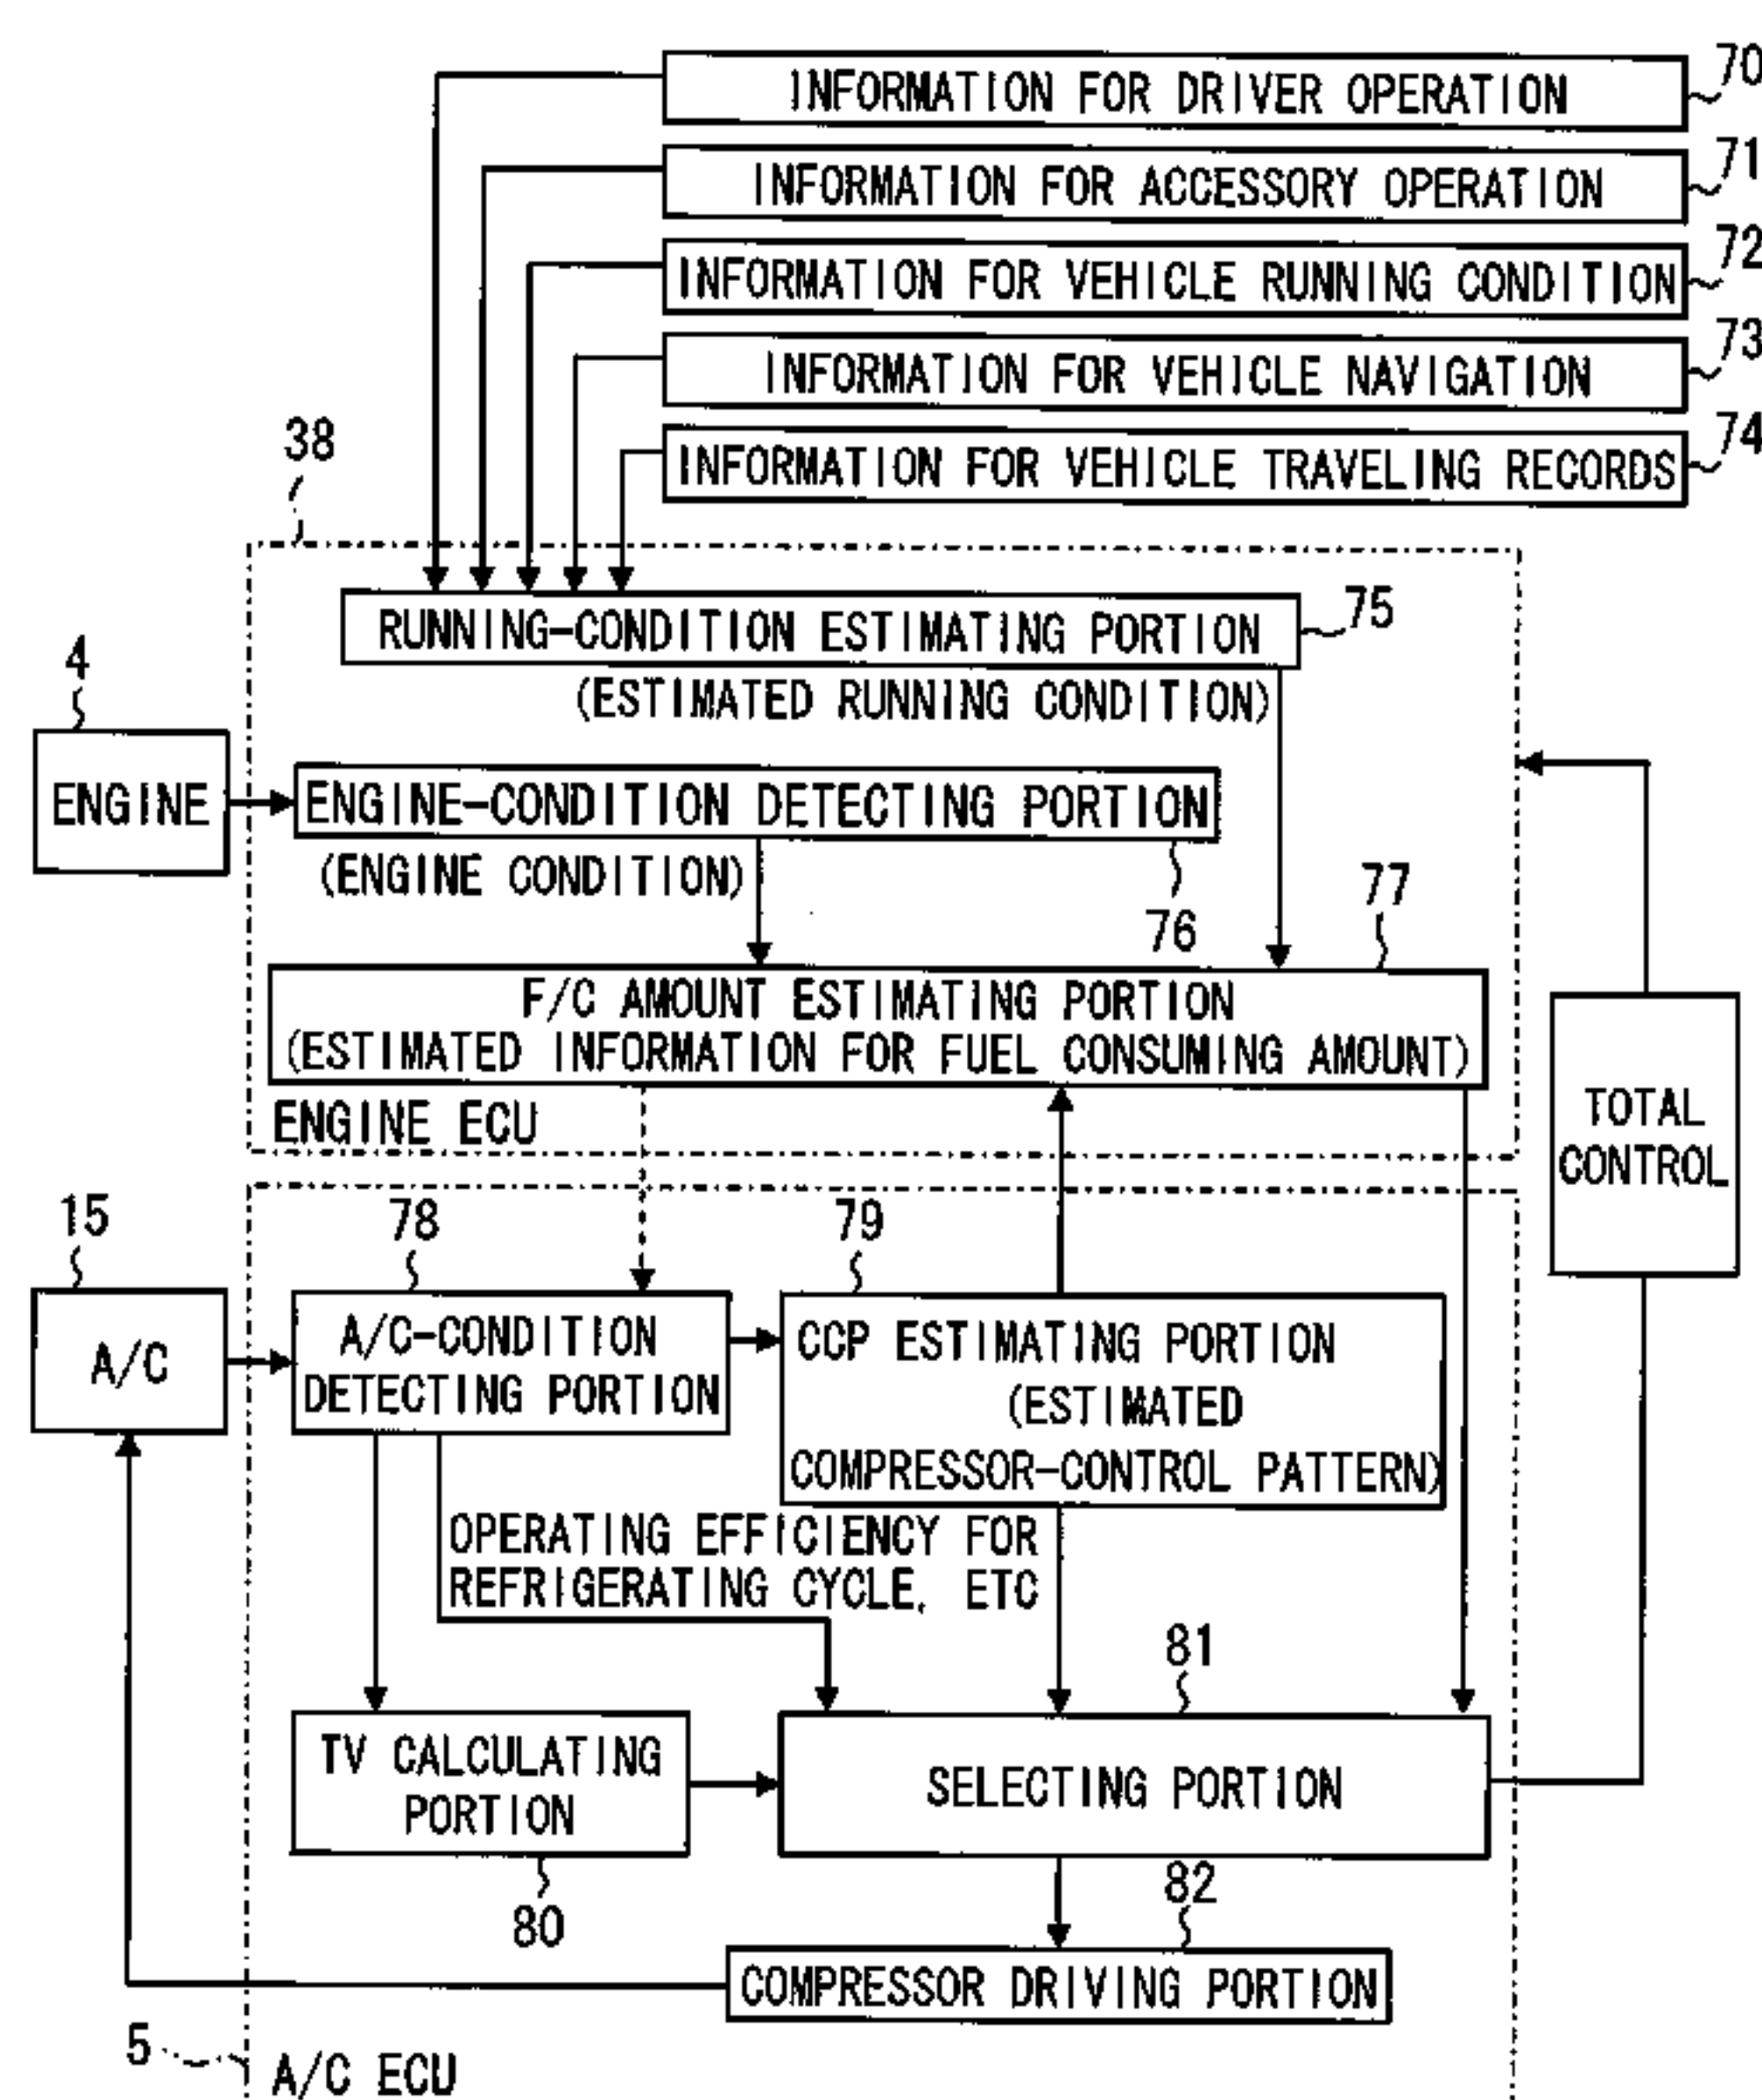 INFORMATION FOR DRIVER OPERATION
70
INFORMATION FOR ACCESSORY OPERATION
71
INFORMATION FOR VEHICLE RUNNING CONDITION
72
INFORMATION FOR VEHICLE NAVIGATION
73
INFORMATION FOR VEHICLE TRAVELING RECORDS
74
38
RUNNING-CONDITION ESTIMATING PORTION
75
(ESTIMATED RUNNING CONDITION)
4
ENGINE
ENGINE-CONDITION DETECTING PORTION
(ENGINE CONDITION)
76
77
F/C AMOUNT ESTIMATING PORTION
(ESTIMATED INFORMATION FOR FUEL CONSUMING AMOUNT)
ENGINE ECU
TOTAL
CONTROL
15
A/C
78
A/C-CONDITION
DETECTING PORTION
79
CCP ESTIMATING PORTION
(ESTIMATED
COMPRESSOR-CONTROL PATTERN)
OPERATING EFFICIENCY FOR
REFRIGERATING CYCLE, ETC
81
TV CALCULATING
PORTION
80
SELECTING PORTION
82
COMPRESSOR DRIVING PORTION
5
A/C ECU